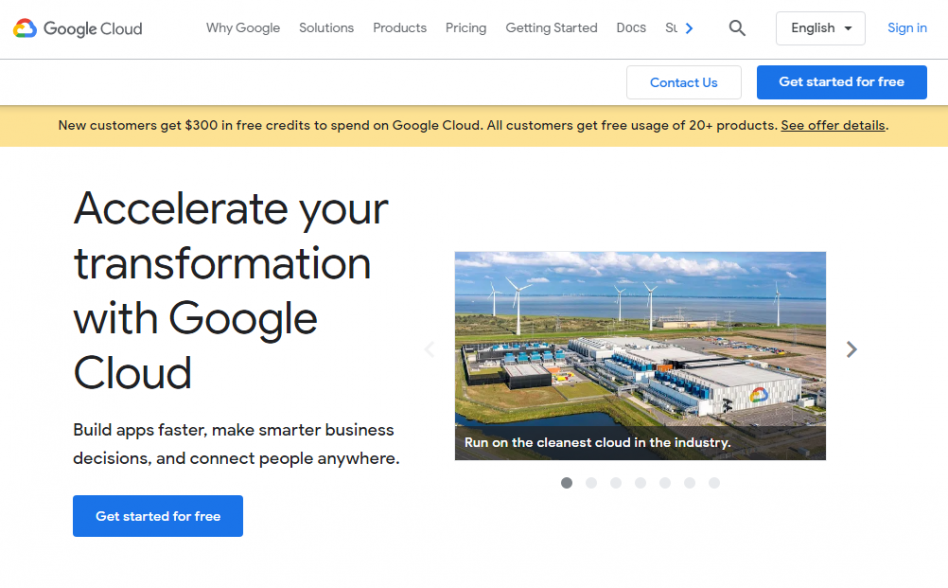 Google Cloud
Why Google Solutions Products Pricing Getting Started Docs
English Sign in
Contact Us Get started for free
New customers get $300 in free credits to spend on Google Cloud. All customers get free usage of 20+ products. See offer details.
Accelerate your
transformation
with Google
Cloud
Build apps faster, make smarter business
decisions, and connect people anywhere.
Get started for free
Run on the cleanest cloud in the industry.